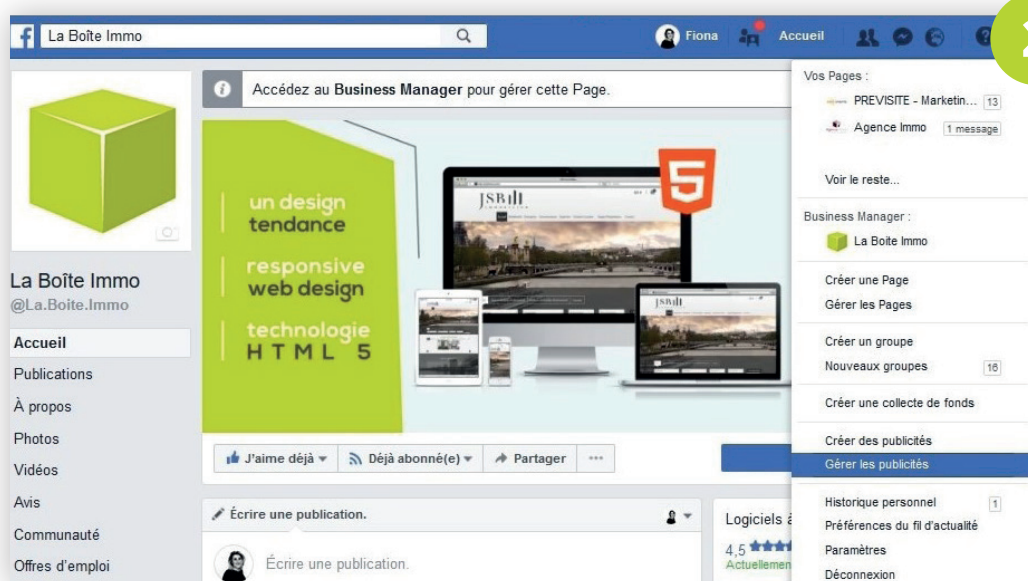 La Boîte Immo
Fiona
Accueil
Accédez au Business Manager pour gérer cette Page.
un design
tendance
responsive
web design
technologie
HTML 5
JSBill
JSBill
5
La Boîte Immo
@La.Boite.Immo
Accueil
Publications
À propos
Photos
Vidéos
Avis
Communauté
Offres d'emploi
J'aime déjà
Déjà abonné(e)
Partager
Écrire une publication.
Écrire une publication.
Logiciels
4,5
Vos Pages :
PREVISITE - Marketin... 13
Agence Immo 1 message
Voir le reste...
Business Manager :
La Boite Immo
Créer une Page
Gérer les Pages
Créer un groupe
Nouveaux groupes 16
Créer une collecte de fonds
Créer des publicités
Gérer les publicités
Historique personnel 1
Préférences du fil d'actualité
Paramètres
Déconnexion